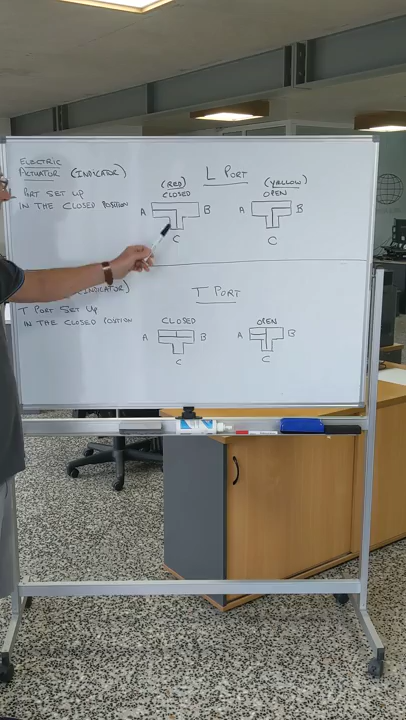 ELECTRIC
ACTUATOR (INDICATOR)
L PORT
PORT SET UP
IN THE CLOSED POSITION
(RED)
CLOSED
A B
C
(YELLOW)
OPEN
A B
C
INDICATOR)
T PORT
T PORT SET UP
IN THE CLOSED POSITION
CLOSED
A B
C
OPEN
A B
C